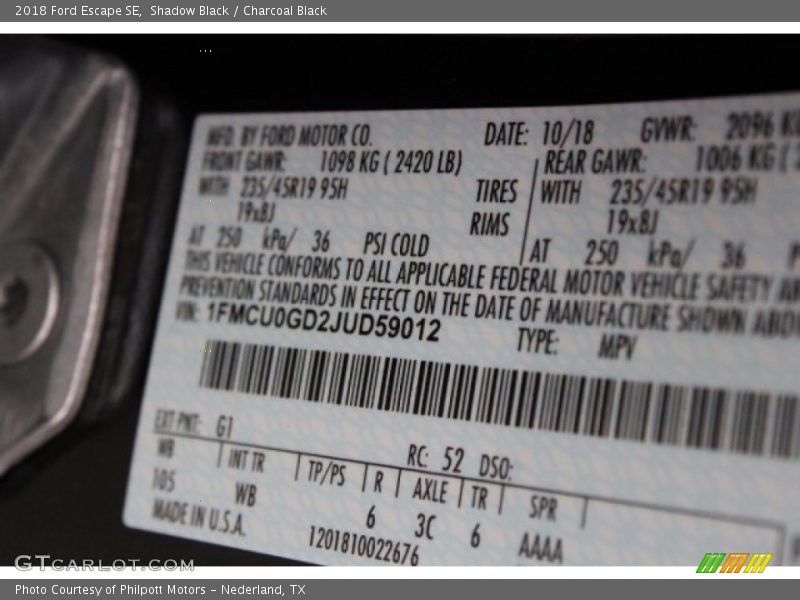 2018 Ford Escape SE, Shadow Black / Charcoal Black
MFD. BY FORD MOTOR CO. DATE: 10/18 GVWR: 2096 KG
FRONT GAWR: 1098 KG ( 2420 LB) REAR GAWR: 1006 KG (
WITH 235/45R19 95H TIRES WITH 235/45R19 95H
19x8J RIMS 19x8J
AT 250 kPa/ 36 PSI COLD AT 250 kPa/ 36
THIS VEHICLE CONFORMS TO ALL APPLICABLE FEDERAL MOTOR VEHICLE SAFETY
PREVENTION STANDARDS IN EFFECT ON THE DATE OF MANUFACTURE SHOWN
VIN: 1FMCU0GD2JUD59012 TYPE: MPV
EXT PNT: G1 RC: 52 DSO:
WB INT TR TP/PS R AXLE TR SPR
105 WB 6 3C 6 AAAA
MADE IN U.S.A. 1201810022676
GTCARLOT.COM
Photo Courtesy of Philpott Motors - Nederland, TX